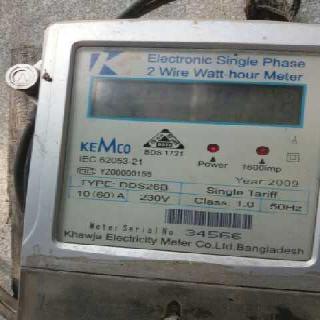 K
Electronic Single Phase
2 Wire Watt-hour Meter
KEMCO
BDS 1721
IEC 62053-21
YZ00000155
Power
1600imp
Year 2009
TYPE: DDS26B
Single Tariff
10(60)A
230V
Class: 1.0
50Hz
Meter Serial No
34566
Khawja Electricity Meter Co.Ltd.Bangladesh